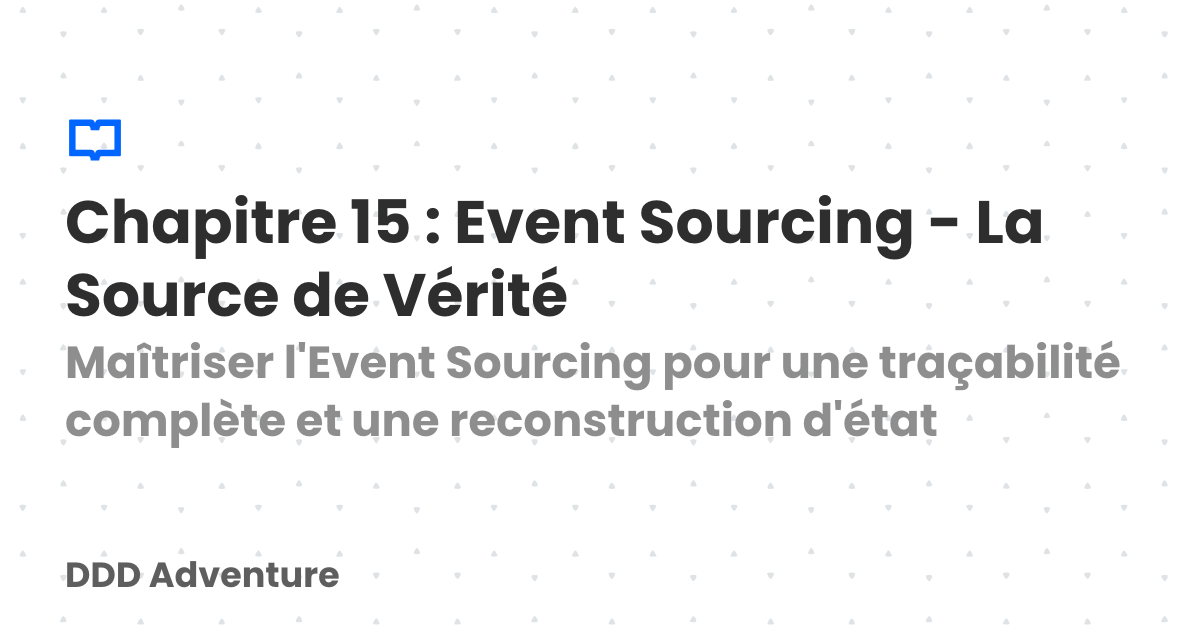 Chapitre 15 : Event Sourcing - La
Source de Vérité
Maîtriser l'Event Sourcing pour une traçabilité
complète et une reconstruction d'état
DDD Adventure